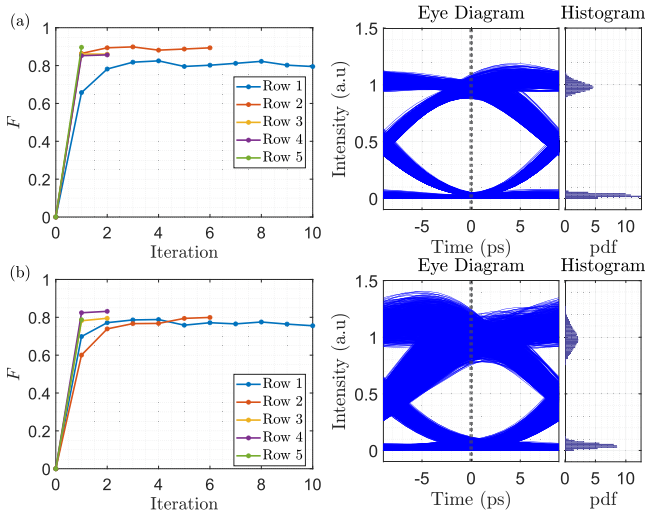 (a)
Eye Diagram
Histogram
1
0.8
0.6
0.4
0.2
0
F
Row 1
Row 2
Row 3
Row 4
Row 5
0 2 4 6 8 10
Iteration
1.5
1
0.5
0
Intensity (a.u)
-5 0 5
Time (ps)
0 5 10
pdf
(b)
Eye Diagram
Histogram
1
0.8
0.6
0.4
0.2
0
F
Row 1
Row 2
Row 3
Row 4
Row 5
0 2 4 6 8 10
Iteration
1.5
1
0.5
0
Intensity (a.u)
-5 0 5
Time (ps)
0 5 10
pdf